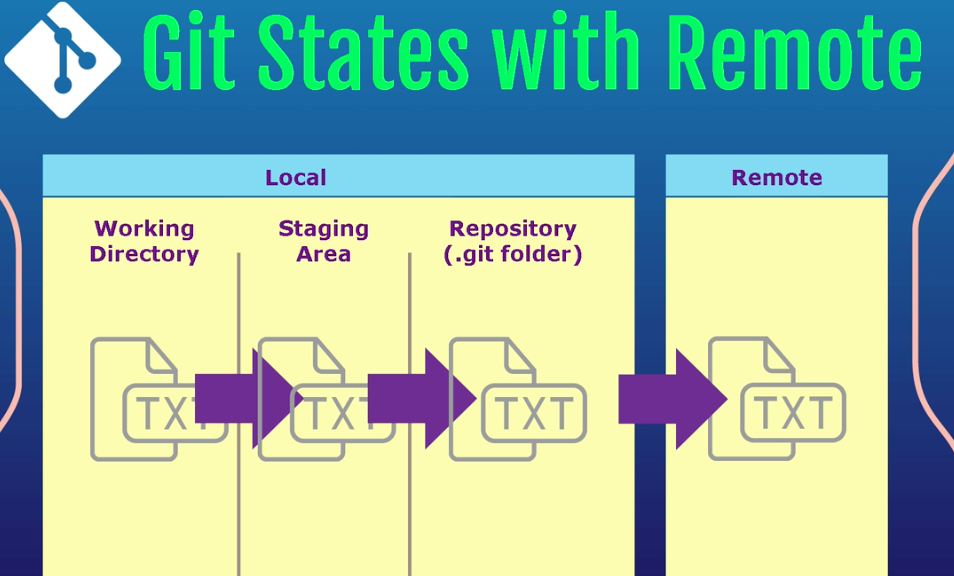 Git States with Remote
Local
Remote
Working
Directory
Staging
Area
Repository
(.git folder)
TXT
TXT
TXT
TXT